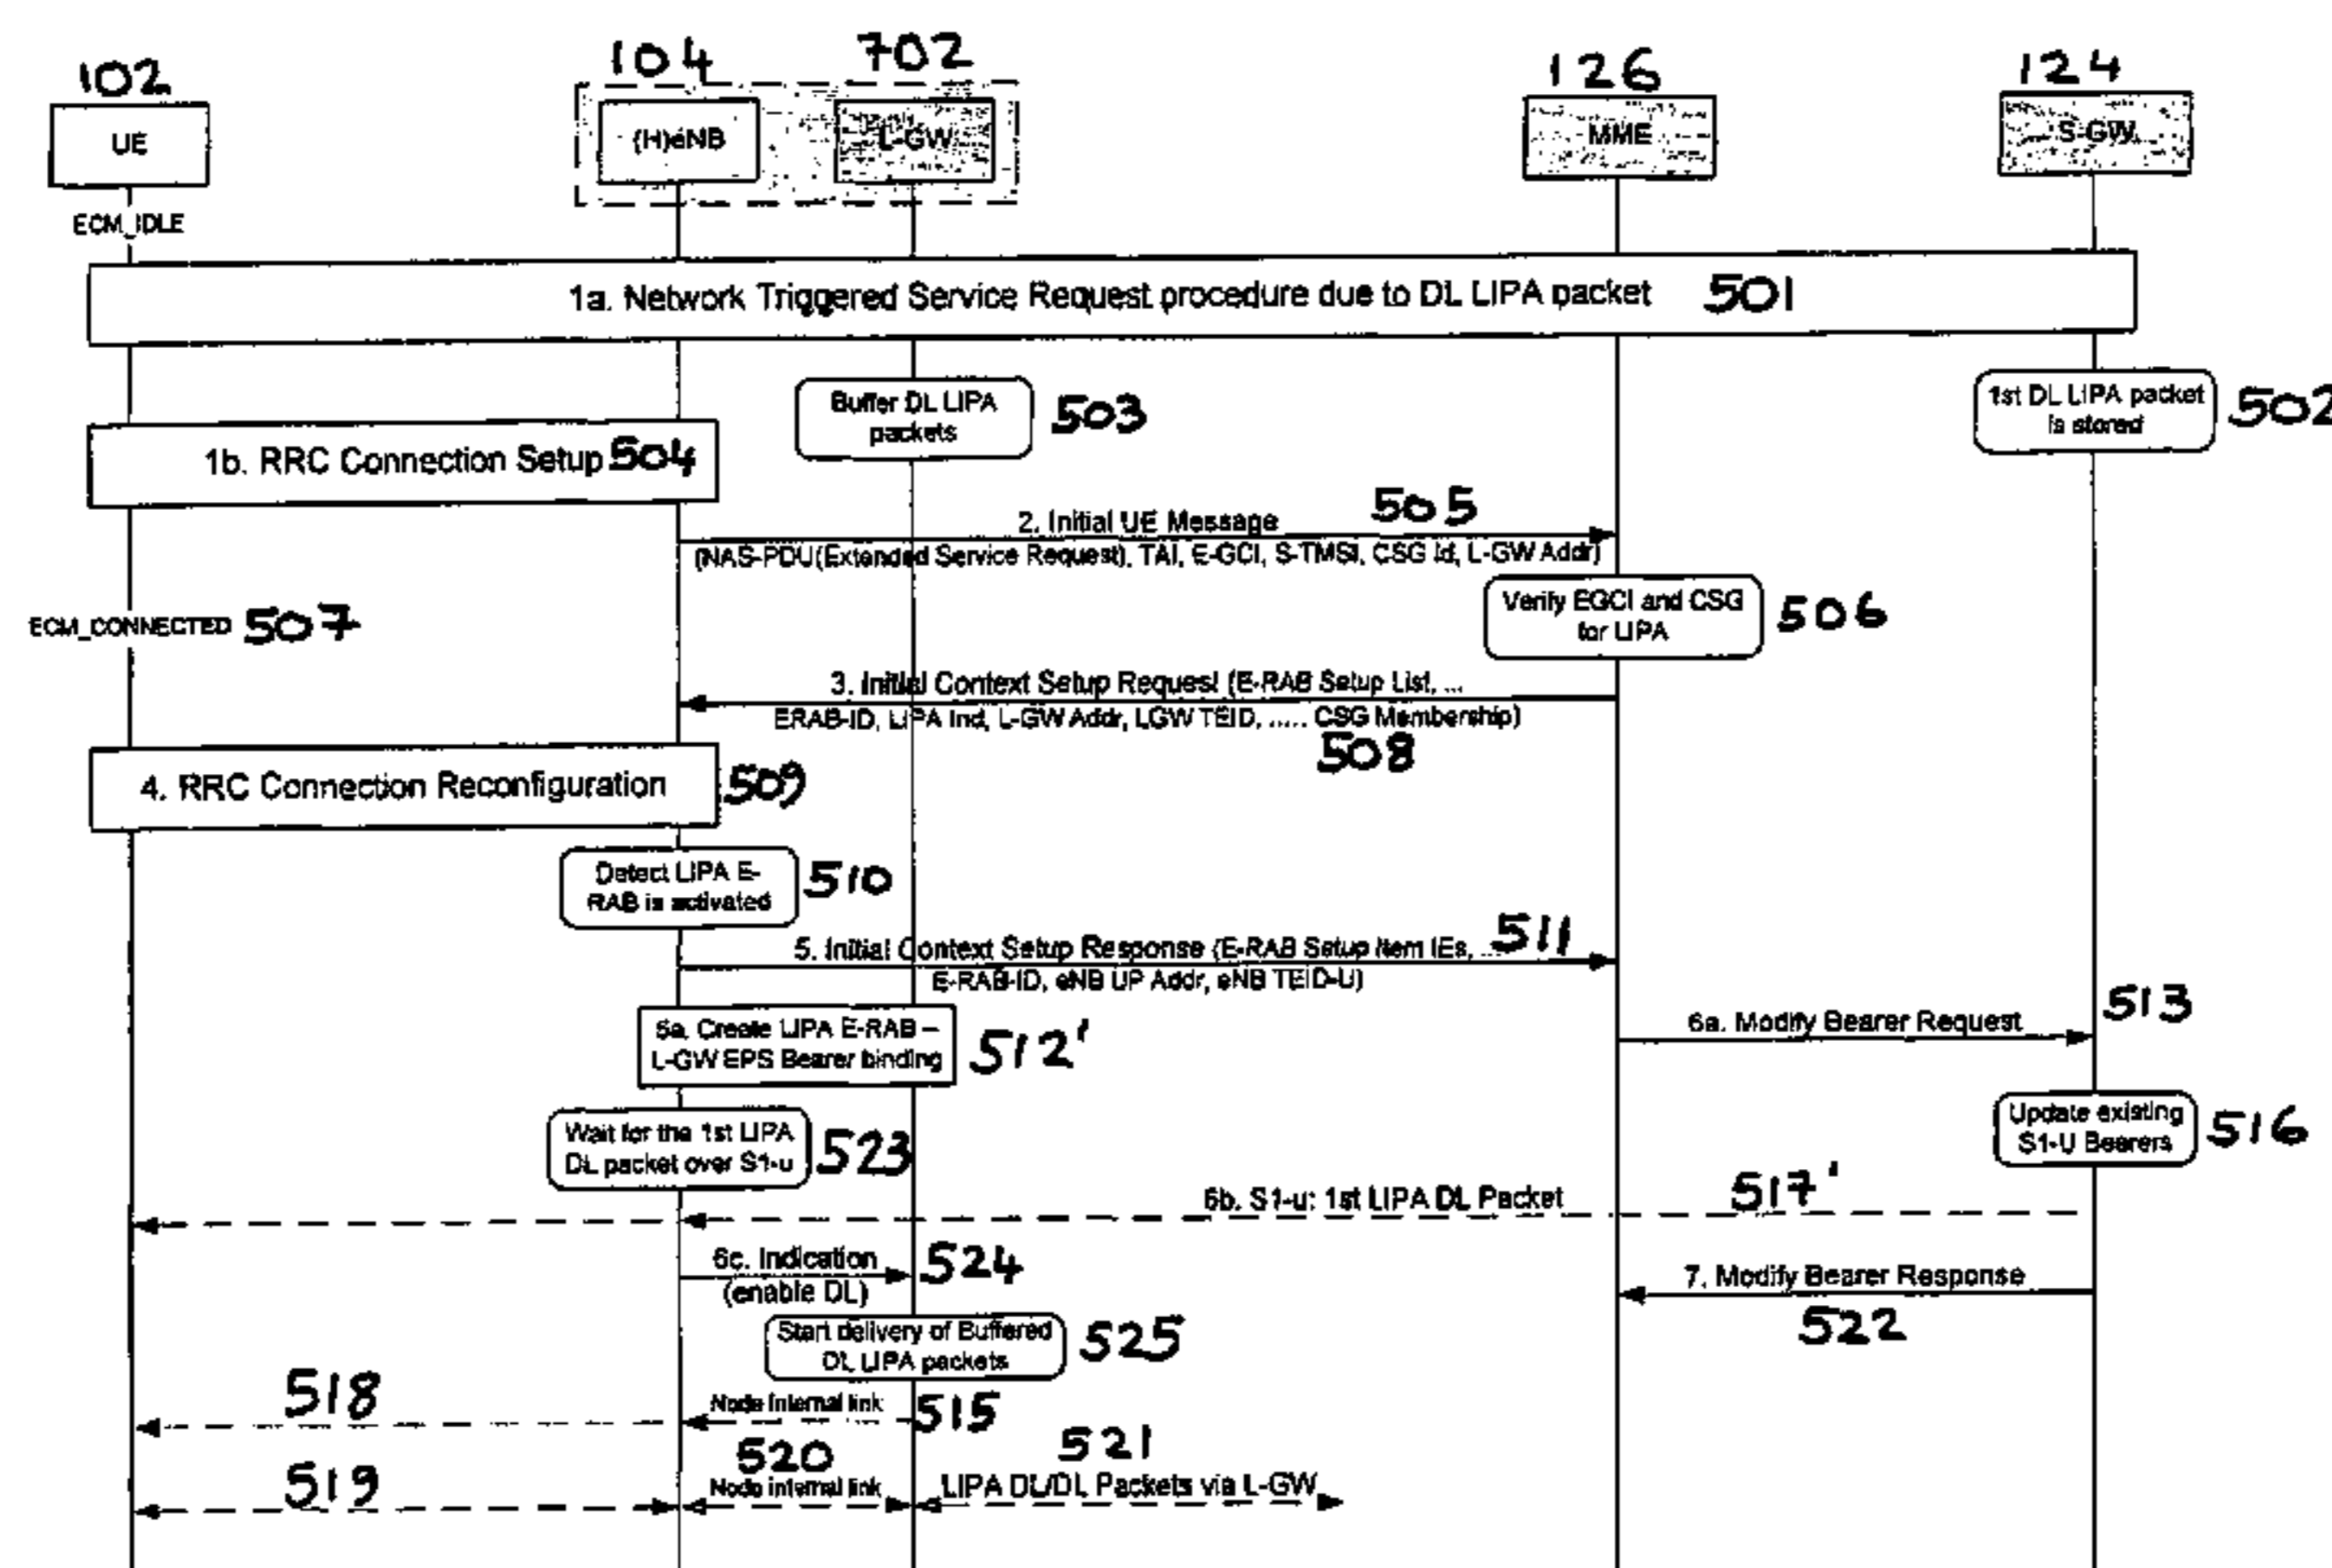 102
104
702
126
124
UE
(H)eNB
L-GW
MME
S-GW
ECM_IDLE
1a. Network Triggered Service Request procedure due to DL LIPA packet 501
Buffer DL LIPA
packets
503
1st DL LIPA packet
is stored
502
1b. RRC Connection Setup 504
2. Initial UE Message 505
(NAS-PDU(Extended Service Request), TAI, E-GCI, S-TMSI, CSG Id, L-GW Addr)
Verify EGCI and CSG
for LIPA
506
ECM_CONNECTED 507
3. Initial Context Setup Request (E-RAB Setup List, ...
ERAB-ID, LIPA Ind, L-GW Addr, LGW TEID, ..... CSG Membership)
508
4. RRC Connection Reconfiguration 509
Detect LIPA E-
RAB is activated
510
5. Initial Context Setup Response (E-RAB Setup Item IEs, ... 511
E-RAB-ID, eNB UP Addr, eNB TEID-U)
5a. Create LIPA E-RAB –
L-GW EPS Bearer binding
512'
6a. Modify Bearer Request 513
Wait for the 1st LIPA
DL packet over S1-u
523
Update existing
S1-U Bearers
516
6b. S1-u: 1st LIPA DL Packet 517'
6c. Indication
(enable DL)
524
7. Modify Bearer Response
522
Start delivery of Buffered
DL LIPA packets
525
518
Node internal link 515
519
520
Node internal link
521
LIPA DL/DL Packets via L-GW